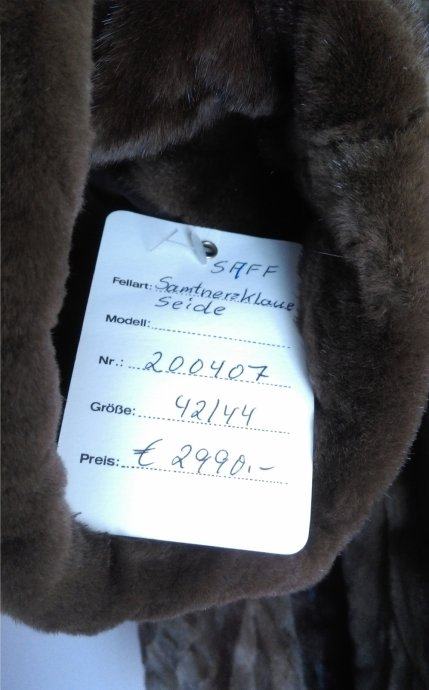 SAFF
Fellart: Samtnerzklaue
Seide
Modell:
Nr.: 200407
Größe: 42/44
Preis: € 2990.-